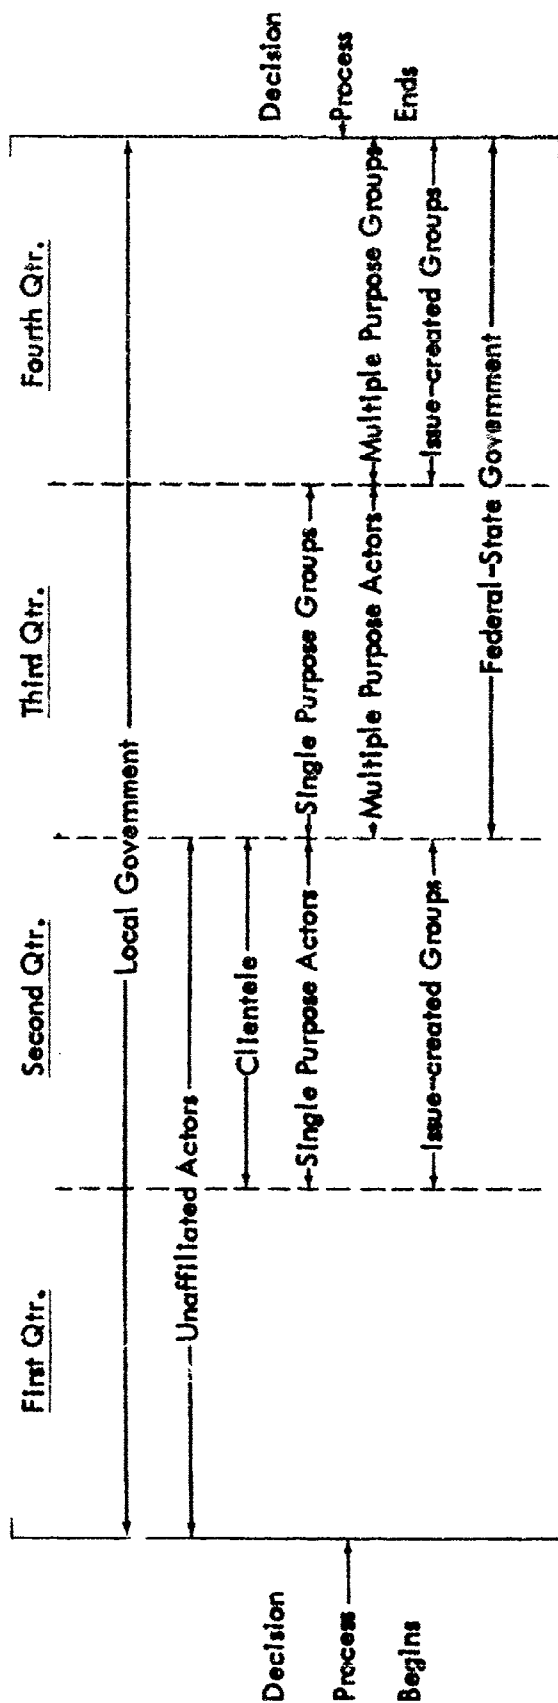 First Qtr.
Second Qtr.
Third Qtr.
Fourth Qtr.
Local Government
Unaffiliated Actors
Clientele
Single Purpose Actors
Single Purpose Groups
Multiple Purpose Actors
Multiple Purpose Groups
Issue-created Groups
Issue-created Groups
Federal-State Government
Decision
Process
Begins
Decision
Process
Ends